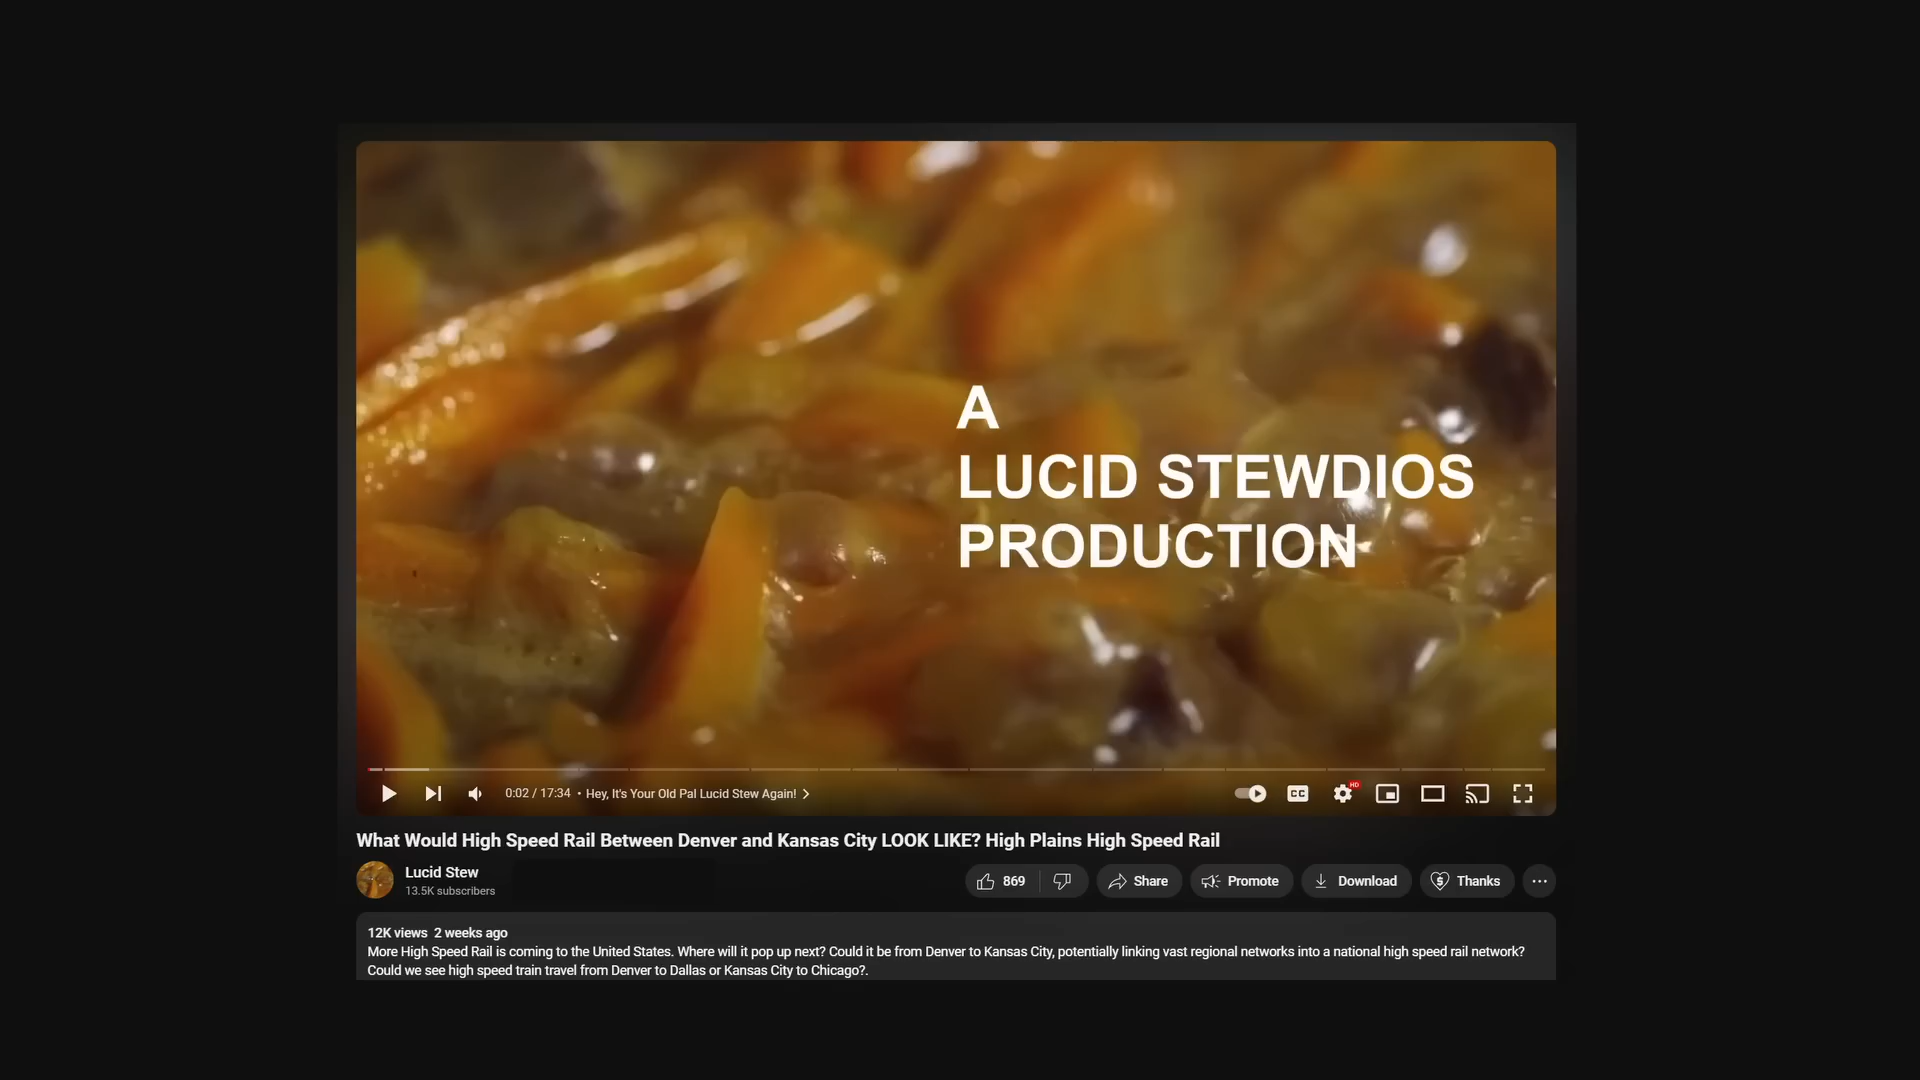 A
LUCID STEWDIOS
PRODUCTION
0:02 / 17:34 • Hey, It's Your Old Pal Lucid Stew Again!
CC
HD
What Would High Speed Rail Between Denver and Kansas City LOOK LIKE? High Plains High Speed Rail
Lucid Stew
13.5K subscribers
869
Share
Promote
Download
Thanks
12K views 2 weeks ago
More High Speed Rail is coming to the United States. Where will it pop up next? Could it be from Denver to Kansas City, potentially linking vast regional networks into a national high speed rail network?
Could we see high speed train travel from Denver to Dallas or Kansas City to Chicago?.